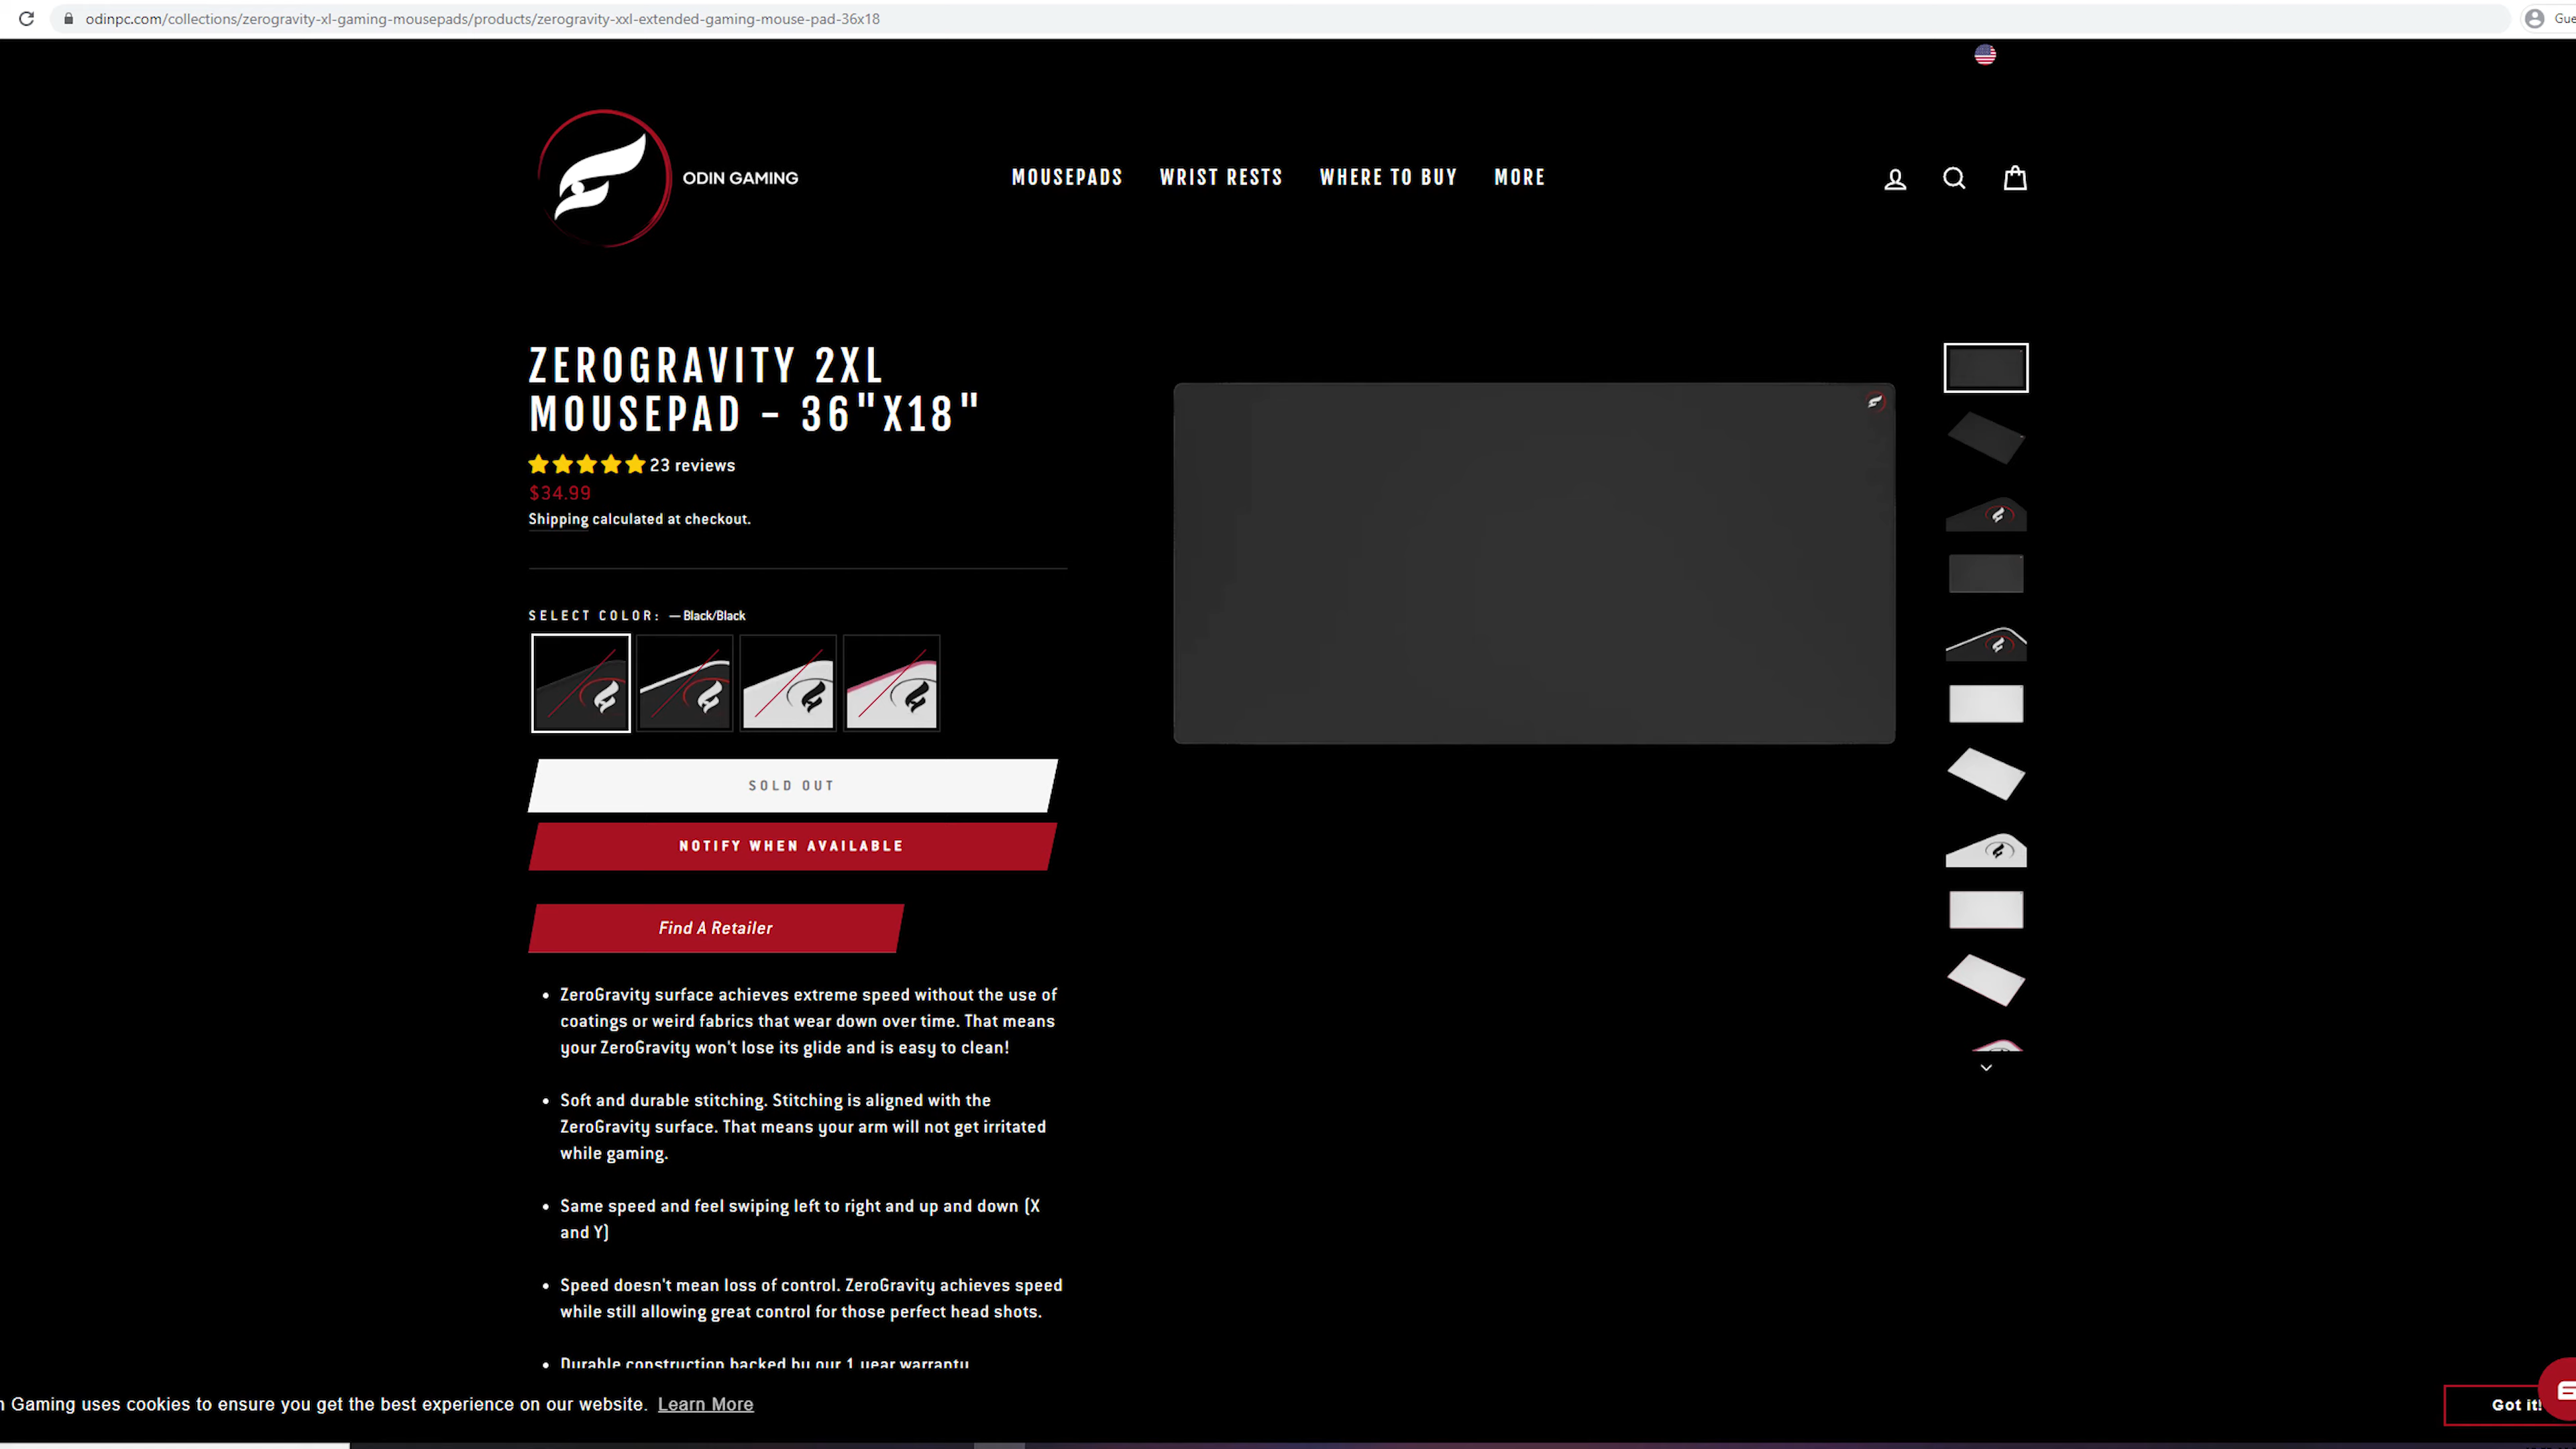 odinpc.com/collections/zerogravity-xl-gaming-mousepads/products/zerogravity-xxl-extended-gaming-mouse-pad-36x18
ODIN GAMING
MOUSEPADS
WRIST RESTS
WHERE TO BUY
MORE
ZEROGRAVITY 2XL
MOUSEPAD - 36"X18"
23 reviews
$34.99
Shipping calculated at checkout.
SELECT COLOR: — Black/Black
SOLD OUT
NOTIFY WHEN AVAILABLE
Find A Retailer
• ZeroGravity surface achieves extreme speed without the use of
coatings or weird fabrics that wear down over time. That means
your ZeroGravity won't lose its glide and is easy to clean!
• Soft and durable stitching. Stitching is aligned with the
ZeroGravity surface. That means your arm will not get irritated
while gaming.
• Same speed and feel swiping left to right and up and down (X
and Y)
• Speed doesn't mean loss of control. ZeroGravity achieves speed
while still allowing great control for those perfect head shots.
• Durable construction backed by our 1 year warranty
Gaming uses cookies to ensure you get the best experience on our website. Learn More
Got it!